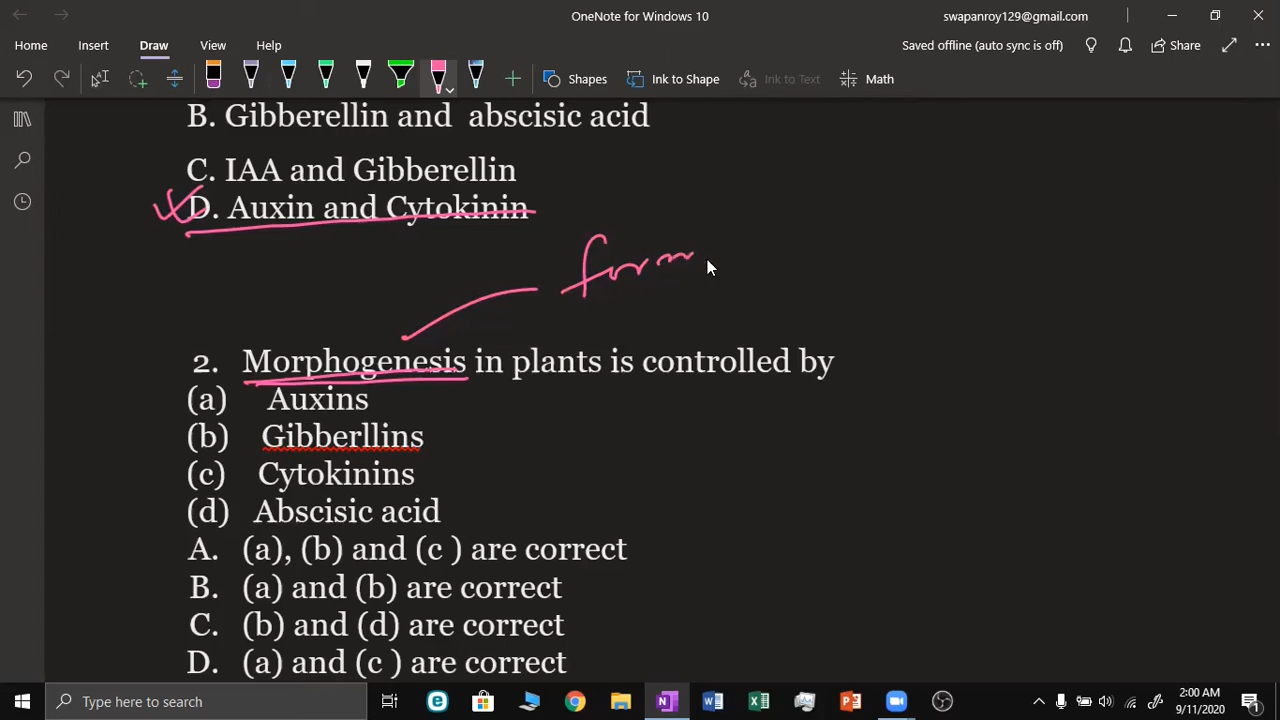 OneNote for Windows 10
swapanroy129@gmail.com
Home Insert Draw View Help
Saved offline (auto sync is off)
Share
Shapes
Ink to Shape
Ink to Text
Math
B. Gibberellin and abscisic acid
C. IAA and Gibberellin
D. Auxin and Cytokinin
form
2. Morphogenesis in plants is controlled by
(a) Auxins
(b) Gibberllins
(c) Cytokinins
(d) Abscisic acid
A. (a), (b) and (c ) are correct
B. (a) and (b) are correct
C. (b) and (d) are correct
D. (a) and (c ) are correct
Type here to search
2:00 AM
9/11/2020